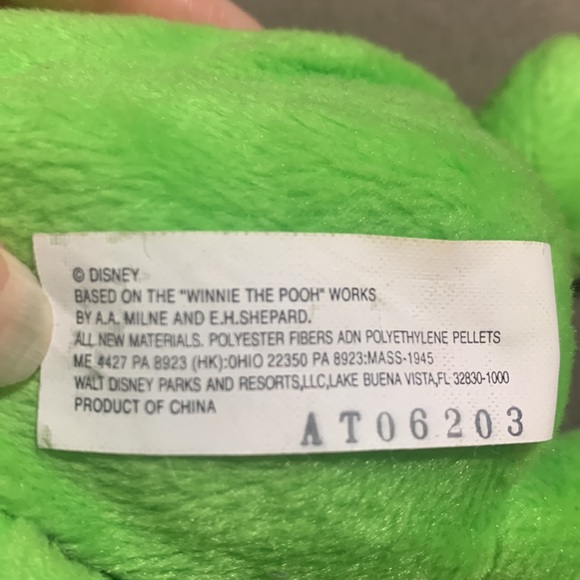 © DISNEY
BASED ON THE "WINNIE THE POOH" WORKS
BY A.A. MILNE AND E.H.SHEPARD.
ALL NEW MATERIALS. POLYESTER FIBERS ADN POLYETHYLENE PELLETS
ME 4427 PA 8923 (HK):OHIO 22350 PA 8923:MASS-1945
WALT DISNEY PARKS AND RESORTS,LLC,LAKE BUENA VISTA,FL 32830-1000
PRODUCT OF CHINA
AT06203